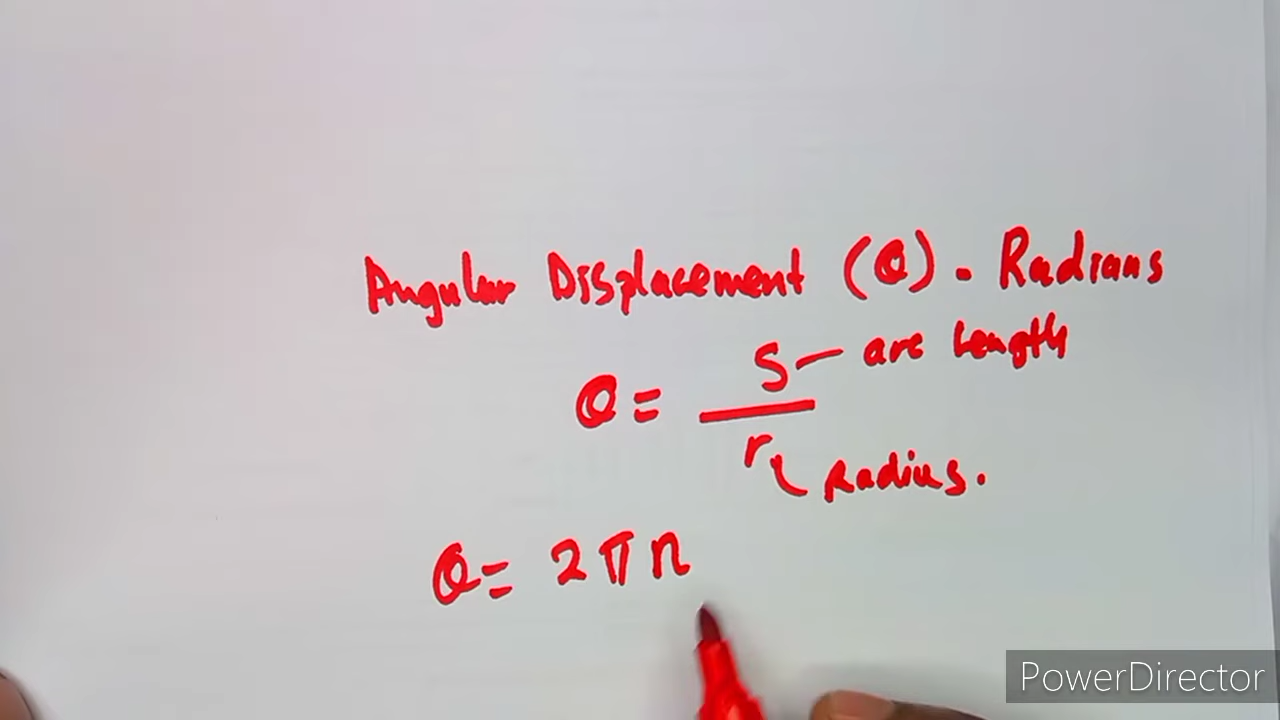 Angular Displacement (θ). Radians
θ = S/r
arc Length
Radius.
θ = 2πn
PowerDirector